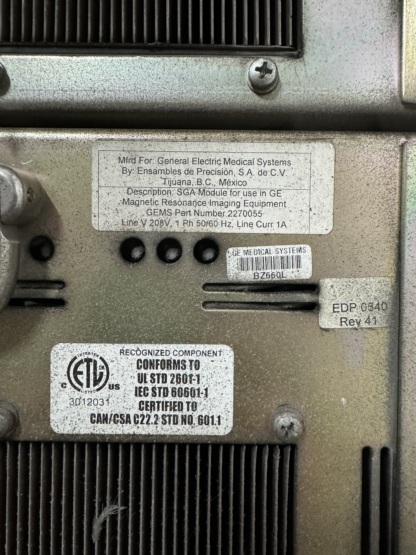 Mfrd For: General Electric Medical Systems
By: Ensambles de Precisión, S.A. de C.V.
Tijuana, B.C., México
Description: SGA Module for use in GE
Magnetic Resonance Imaging Equipment
GEMS Part Number 2270055
Line V 208V, 1 Ph 50/60 Hz, Line Curr 1A
GE MEDICAL SYSTEMS
BZ660L
EDP 0340
Rev 41
RECOGNIZED COMPONENT
CONFORMS TO
UL STD 2601-1
IEC STD 60601-1
CERTIFIED TO
CAN/CSA C22.2 STD NO. 601.1
ETL
C US
3012031